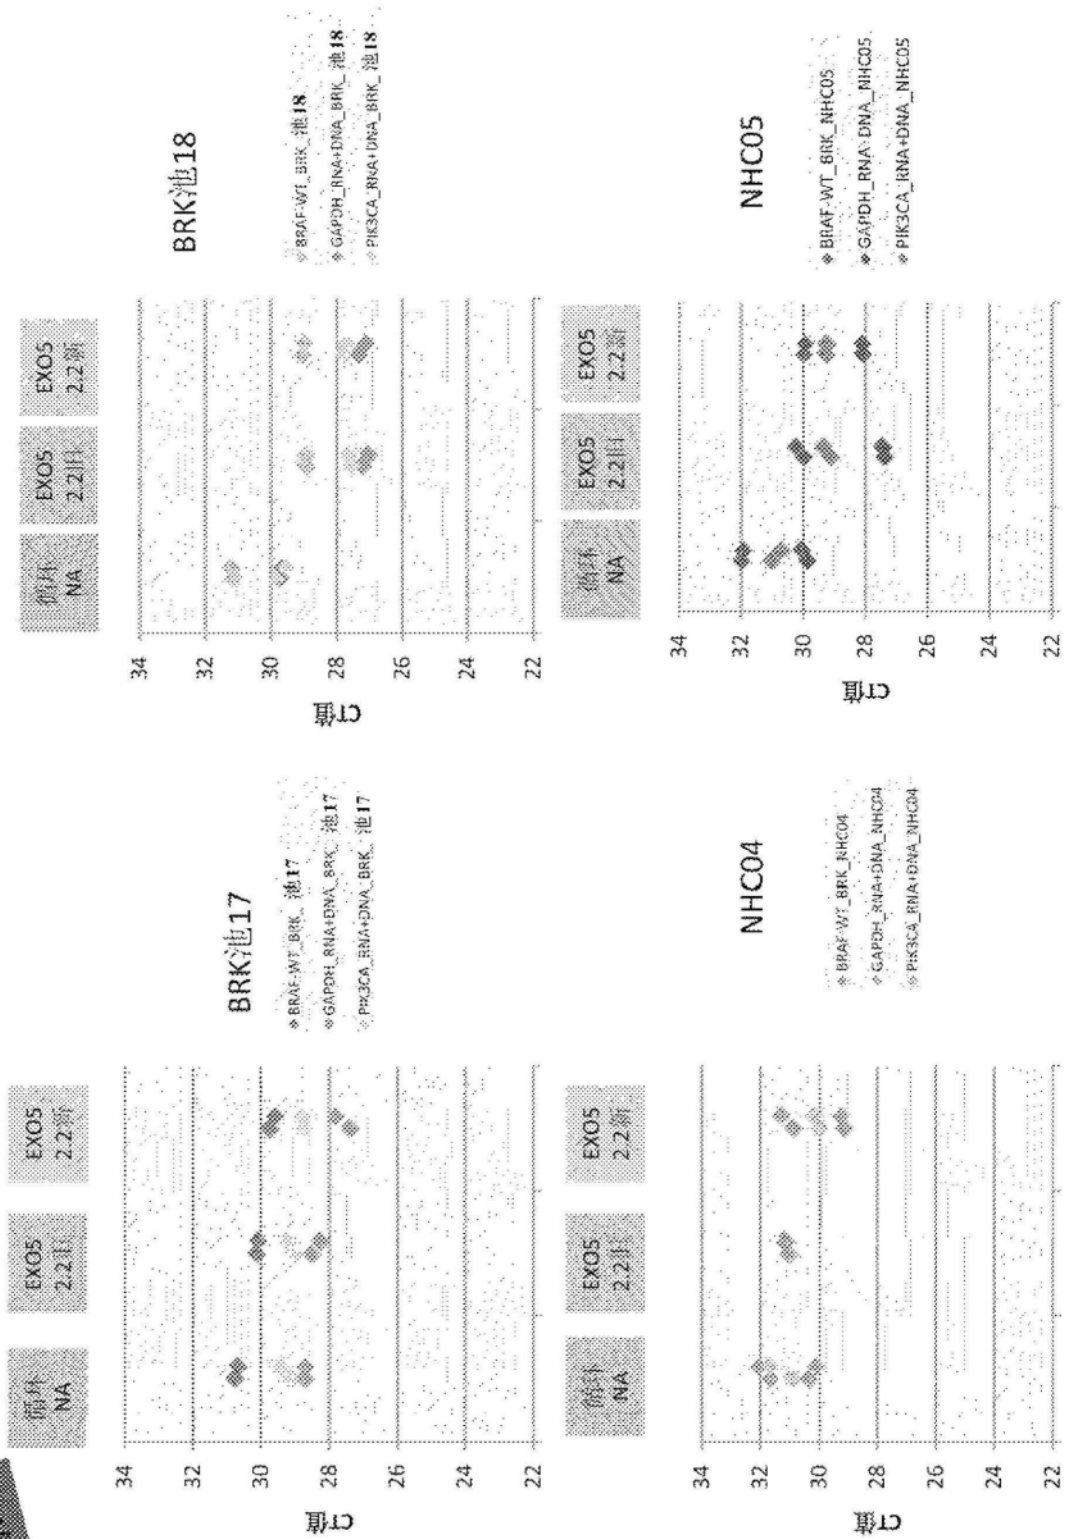 循环
NA
EXO5
2.2旧
EXO5
2.2新
BRK池17
34
32
30
28
26
24
22
CT值
BRAF-WT_BRK_池17
GAPDH_RNA+DNA_BRK_池17
PIK3CA_RNA+DNA_BRK_池17
循环
NA
EXO5
2.2旧
EXO5
2.2新
BRK池18
34
32
30
28
26
24
22
CT值
BRAF-WT_BRK_池18
GAPDH_RNA+DNA_BRK_池18
PIK3CA_RNA+DNA_BRK_池18
循环
NA
EXO5
2.2旧
EXO5
2.2新
NHC04
34
32
30
28
26
24
22
CT值
BRAF-WT_BRK_NHC04
GAPDH_RNA+DNA_NHC04
PIK3CA_RNA+DNA_NHC04
循环
NA
EXO5
2.2旧
EXO5
2.2新
NHC05
34
32
30
28
26
24
22
CT值
BRAF-WT_BRK_NHC05
GAPDH_RNA+DNA_NHC05
PIK3CA_RNA+DNA_NHC05